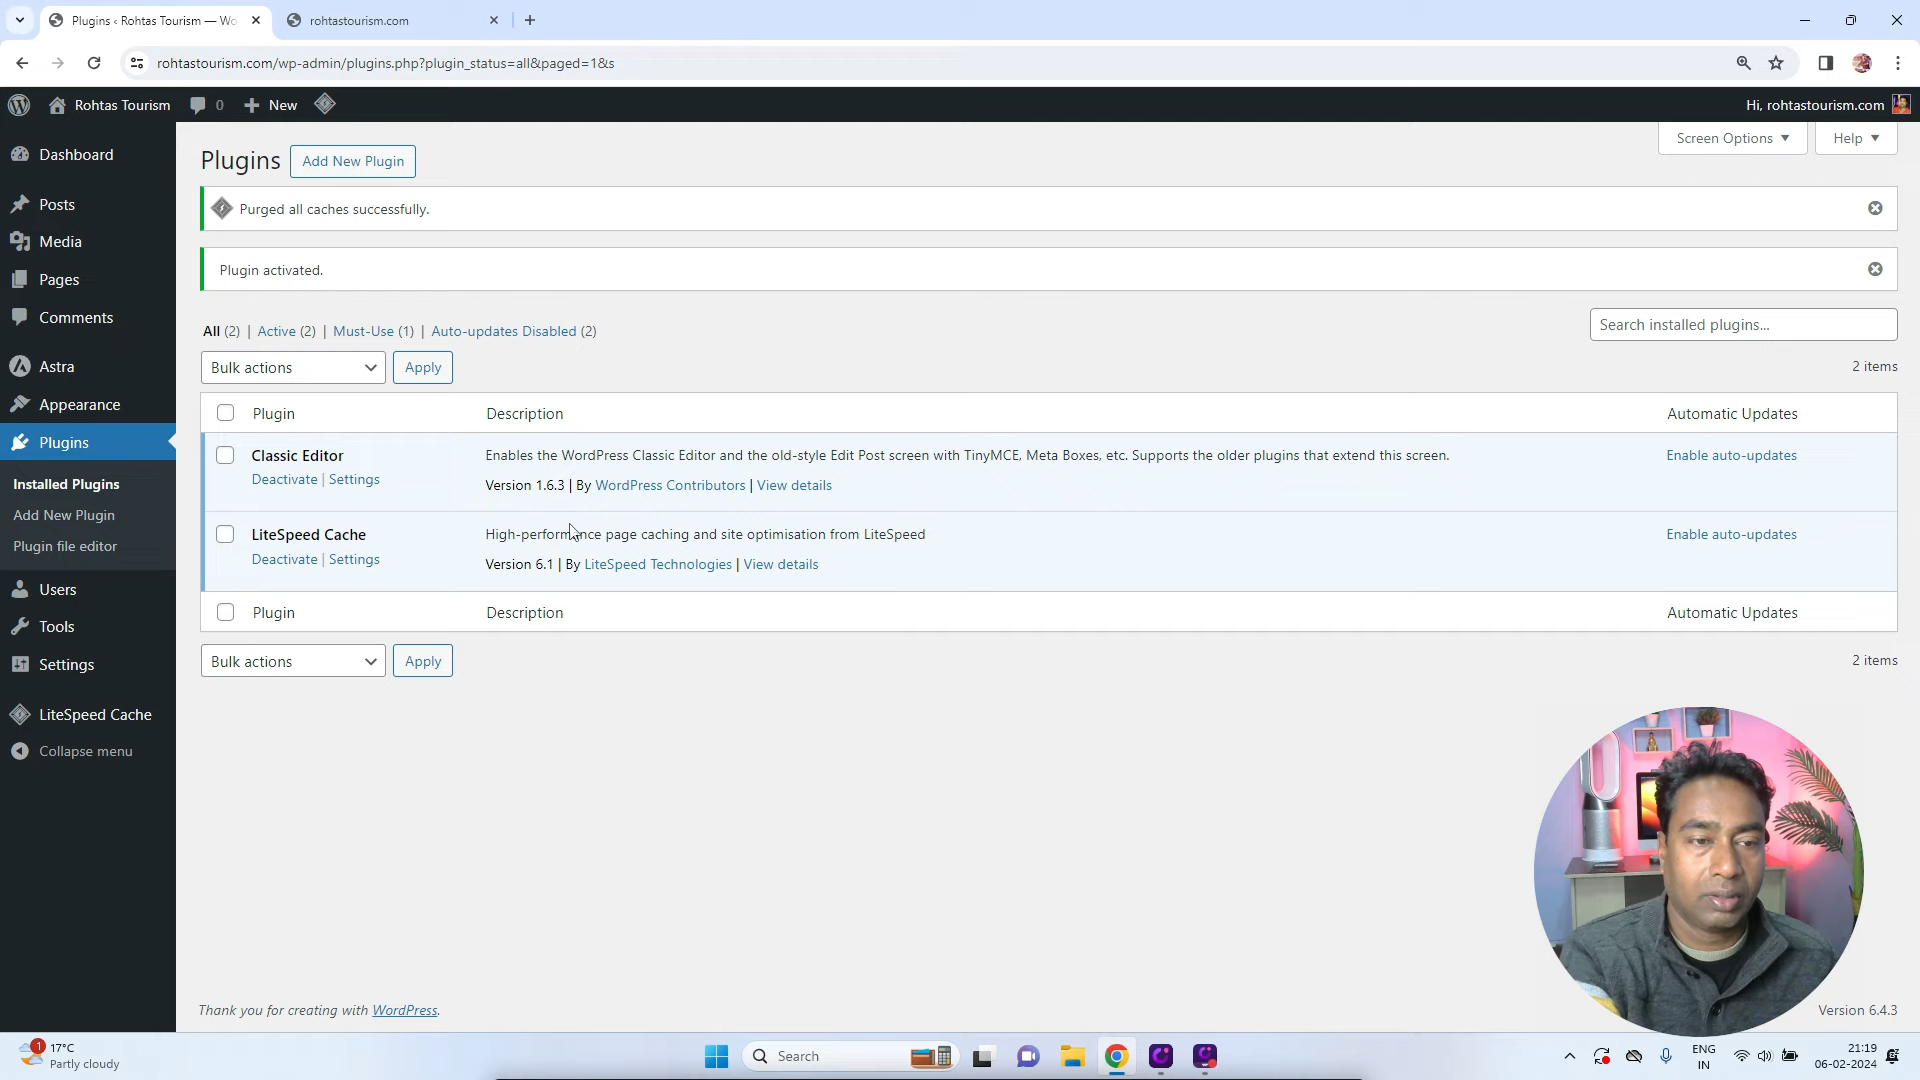 Plugins ‹ Rohtas Tourism — Wo
rohtastourism.com
rohtastourism.com/wp-admin/plugins.php?plugin_status=all&paged=1&s
Rohtas Tourism
0
New
Hi, rohtastourism.com
Dashboard
Posts
Media
Pages
Comments
Astra
Appearance
Plugins
Installed Plugins
Add New Plugin
Plugin file editor
Users
Tools
Settings
LiteSpeed Cache
Collapse menu
Screen Options
Help
Plugins
Add New Plugin
Purged all caches successfully.
Plugin activated.
All (2) | Active (2) | Must-Use (1) | Auto-updates Disabled (2)
Search installed plugins...
Bulk actions
Apply
2 items
Plugin
Description
Automatic Updates
Classic Editor
Enables the WordPress Classic Editor and the old-style Edit Post screen with TinyMCE, Meta Boxes, etc. Supports the older plugins that extend this screen.
Enable auto-updates
Deactivate | Settings
Version 1.6.3 | By WordPress Contributors | View details
LiteSpeed Cache
High-performance page caching and site optimisation from LiteSpeed
Enable auto-updates
Deactivate | Settings
Version 6.1 | By LiteSpeed Technologies | View details
Plugin
Description
Automatic Updates
Bulk actions
Apply
2 items
Thank you for creating with WordPress.
Version 6.4.3
1
17°C
Partly cloudy
Search
ENG
IN
21:19
06-02-2024